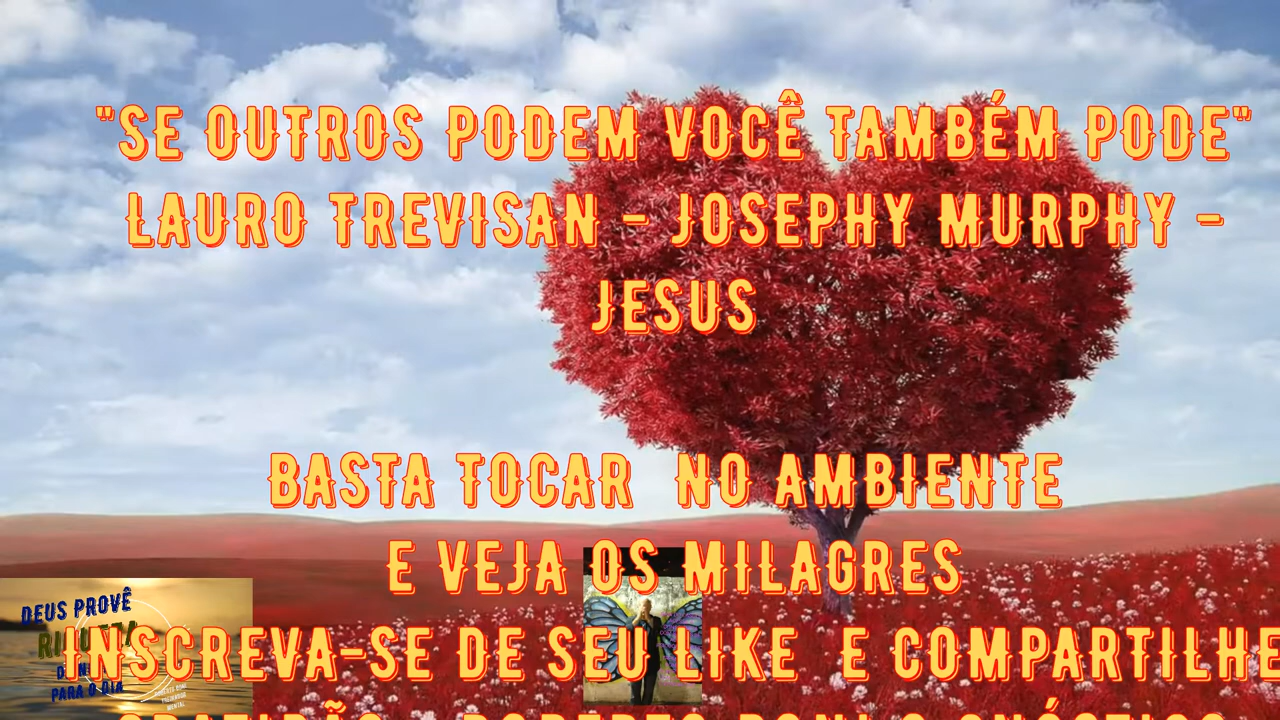 "SE OUTROS PODEM VOCÊ TAMBÉM PODE"
LAURO TREVISAN - JOSEPHY MURPHY -
JESUS
BASTA TOCAR NO AMBIENTE
E VEJA OS MILAGRES
INSCREVA-SE DE SEU LIKE E COMPARTILHE
DEUS PROVÊ
PARA O DIA